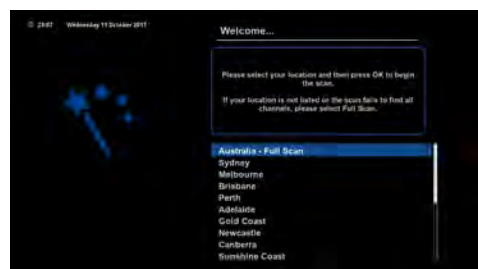 Wednesday 11 October 2017
Welcome...
Please select your location and then press OK to begin
the scan.
If your location is not listed or the scan fails to find all
channels, please select Full Scan.
Australia - Full Scan
Sydney
Melbourne
Brisbane
Perth
Adelaide
Gold Coast
Newcastle
Canberra
Sunshine Coast